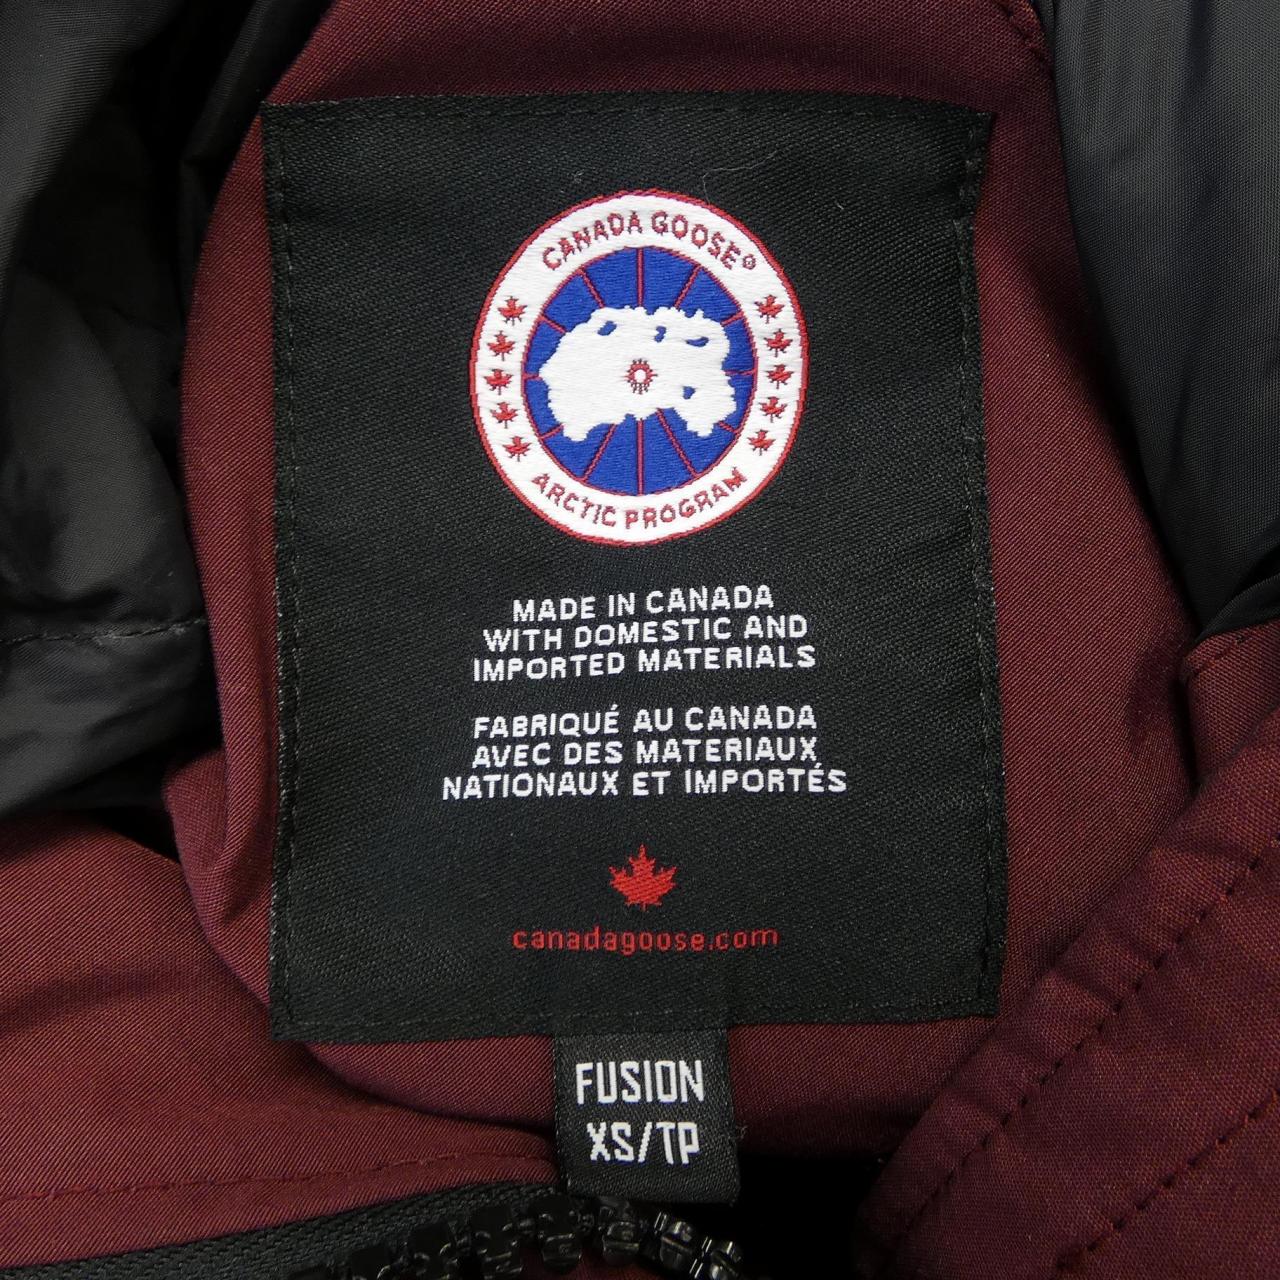 CANADA GOOSE®
ARCTIC PROGRAM
MADE IN CANADA
WITH DOMESTIC AND
IMPORTED MATERIALS
FABRIQUÉ AU CANADA
AVEC DES MATERIAUX
NATIONAUX ET IMPORTÉS
canadagoose.com
FUSION
XS/TP